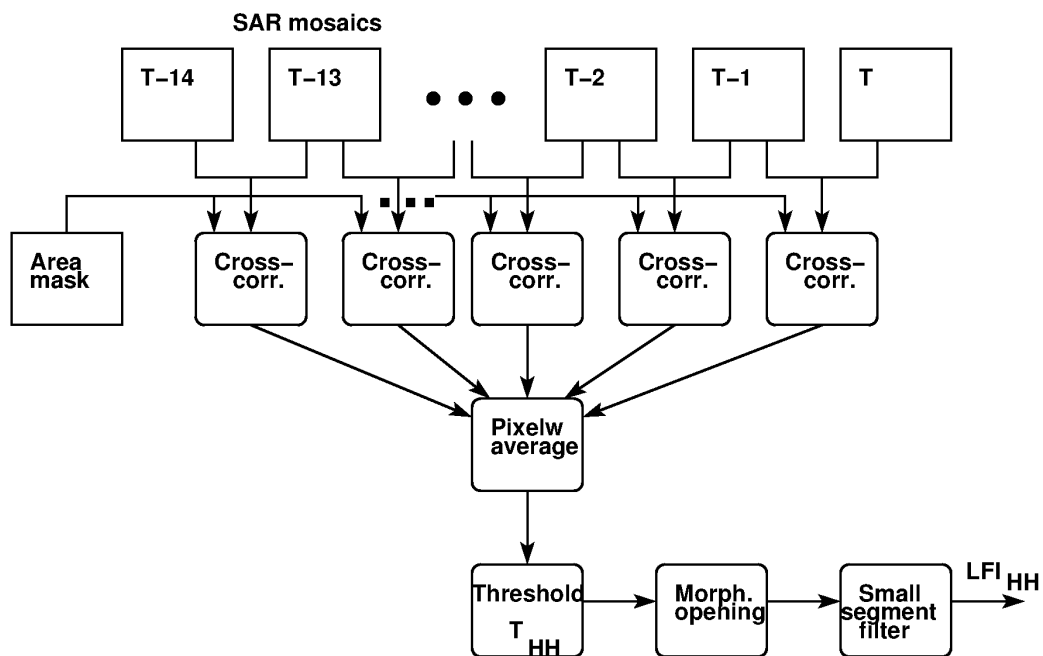 SAR mosaics
T-14
T-13
T-2
T-1
T
Area
mask
Cross-
corr.
Cross-
corr.
Cross-
corr.
Cross-
corr.
Cross-
corr.
Pixelw
average
Threshold
T HH
Morph.
opening
Small
segment
filter
LFI HH